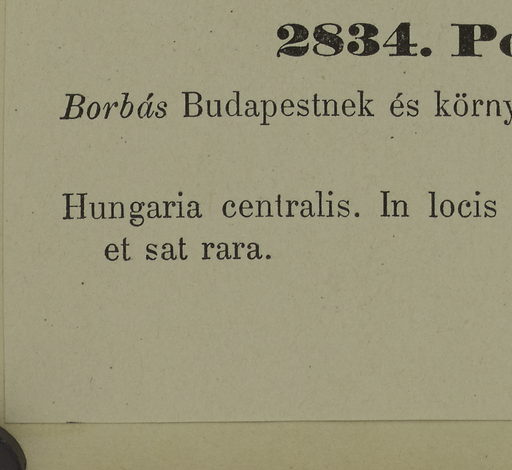 2834. Po
Borbás Budapestnek és körny
Hungaria centralis. In locis
et sat rara.